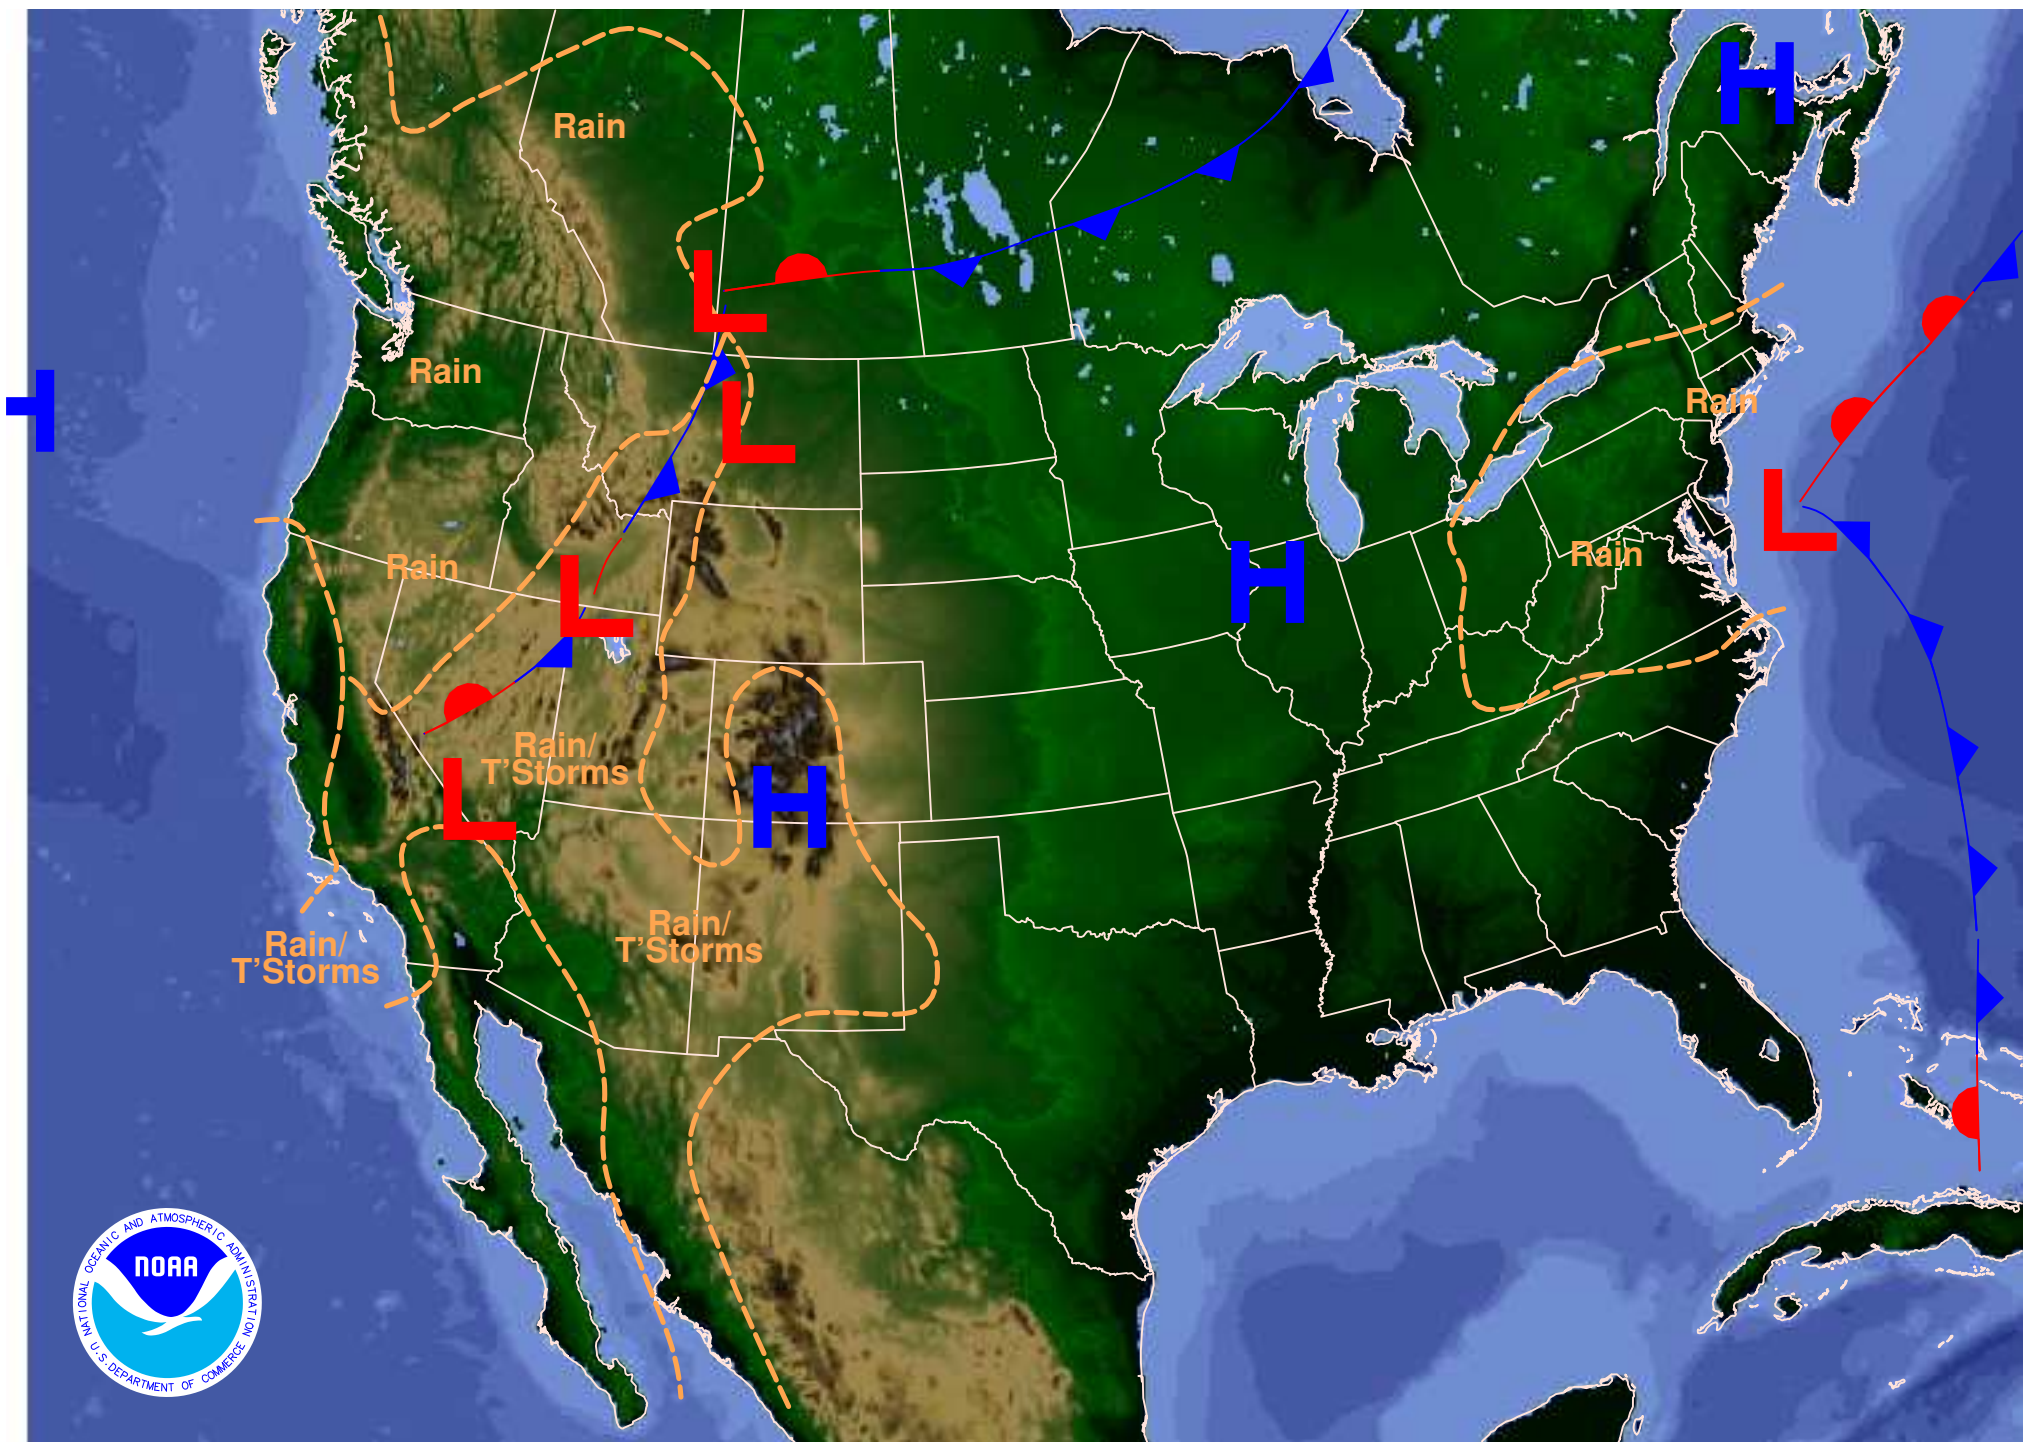 H
Rain
L
Rain
H
L
Rain
L
Rain
L
H
Rain
L
Rain/
T'Storms
L
H
Rain/
T'Storms
Rain/
T'Storms
NATIONAL OCEANIC AND ATMOSPHERIC ADMINISTRATION
NOAA
U.S. DEPARTMENT OF COMMERCE